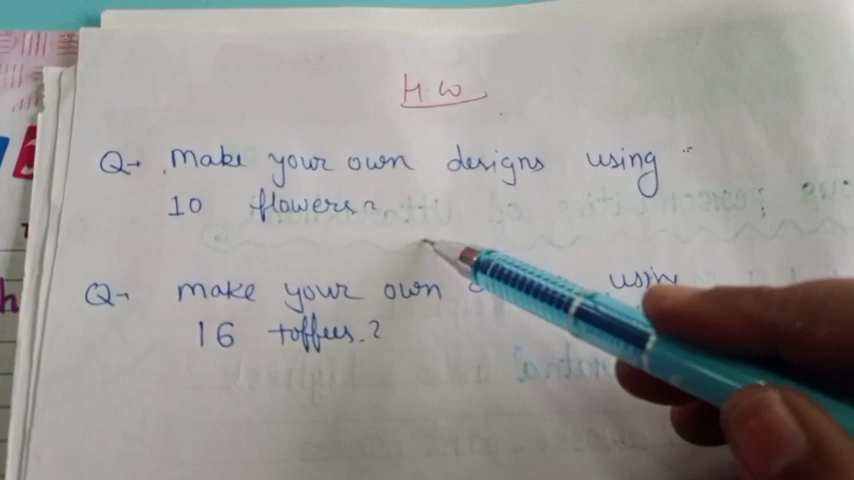 H.W
Q→ Make your own designs using
10 flowers?
Q→ make your own using
16 toffees.?